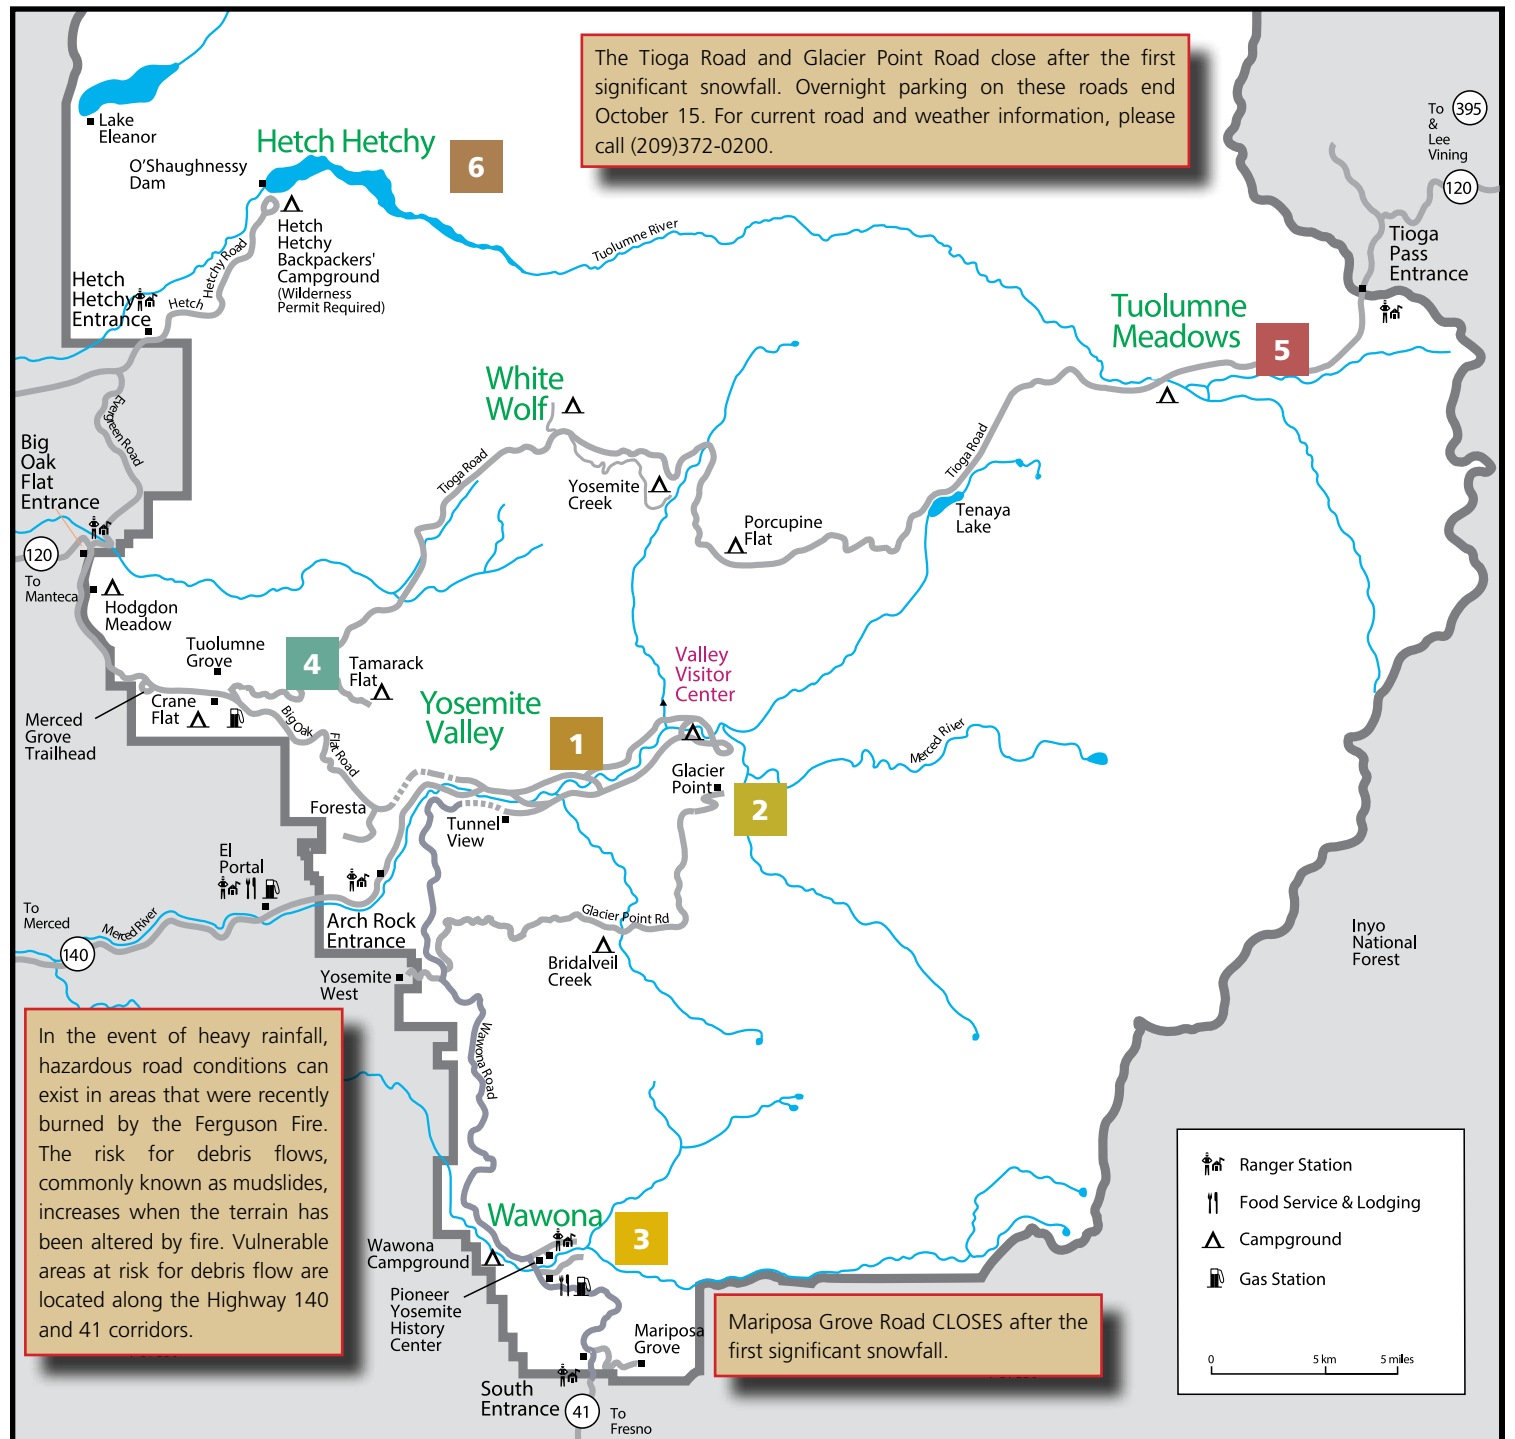 The Tioga Road and Glacier Point Road close after the first
significant snowfall. Overnight parking on these roads end
October 15. For current road and weather information, please
call (209)372-0200.
To
&
Lee
Vining
395
120
Lake
Eleanor
Hetch Hetchy
6
O'Shaughnessy
Dam
Hetch
Hetchy
Backpackers'
Campground
(Wilderness
Permit Required)
Hetch Hetchy Road
Hetch
Hetchy
Entrance
Tuolumne River
Tioga
Pass
Entrance
Tuolumne
Meadows
5
White
Wolf
Evergreen Road
Big
Oak
Flat
Entrance
120
To
Manteca
Tioga Road
Yosemite
Creek
Tioga Road
Porcupine
Flat
Tenaya
Lake
Hodgdon
Meadow
Tuolumne
Grove
4
Tamarack
Flat
Valley
Visitor
Center
Crane
Flat
Merced
Grove
Trailhead
Big Oak Flat Road
Yosemite
Valley
1
Merced River
Glacier
Point
2
Foresta
Tunnel
View
El
Portal
To
Merced
Merced River
140
Arch Rock
Entrance
Glacier Point Rd
Bridalveil
Creek
Yosemite
West
Inyo
National
Forest
Wawona Road
In the event of heavy rainfall,
hazardous road conditions can
exist in areas that were recently
burned by the Ferguson Fire.
The risk for debris flows,
commonly known as mudslides,
increases when the terrain has
been altered by fire. Vulnerable
areas at risk for debris flow are
located along the Highway 140
and 41 corridors.
Wawona
3
Wawona
Campground
Pioneer
Yosemite
History
Center
Mariposa
Grove
Mariposa Grove Road CLOSES after the
first significant snowfall.
South
Entrance
41
To
Fresno
Ranger Station
Food Service & Lodging
Campground
Gas Station
0
5 km
5 miles